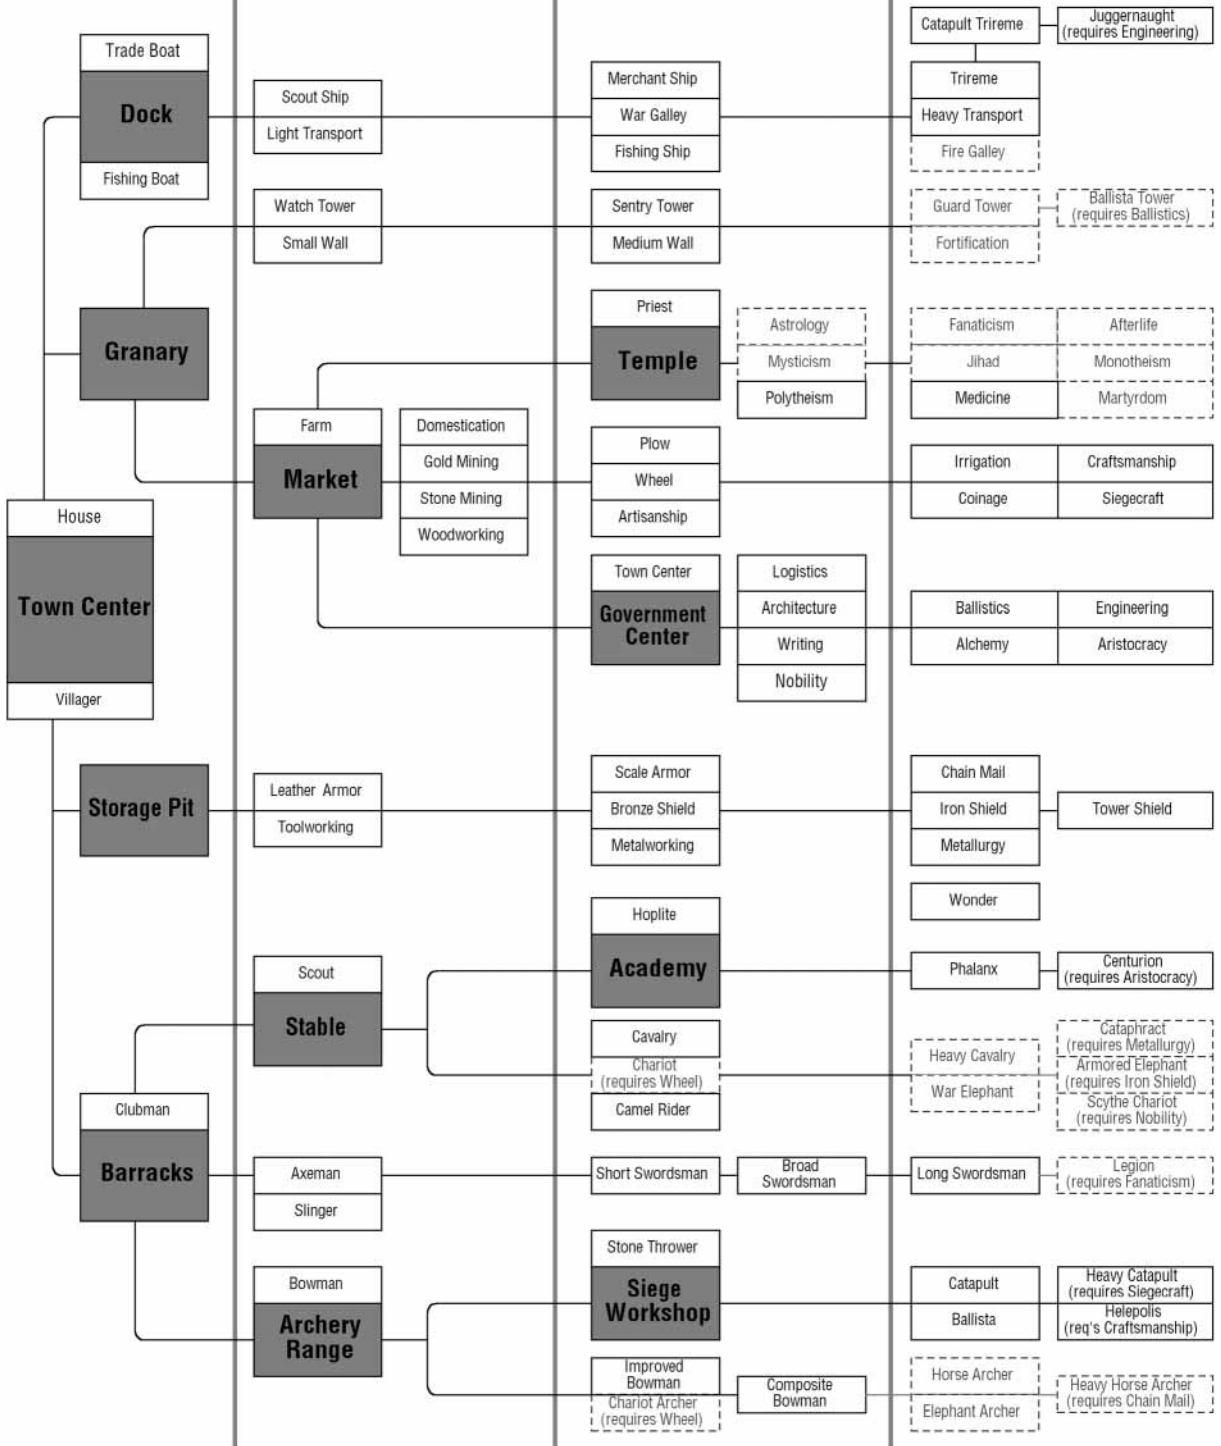 Trade Boat
Dock
Fishing Boat
Scout Ship
Light Transport
Merchant Ship
War Galley
Fishing Ship
Catapult Trireme
Juggernaught
(requires Engineering)
Trireme
Heavy Transport
Fire Galley
Watch Tower
Small Wall
Sentry Tower
Medium Wall
Guard Tower
Fortification
Ballista Tower
(requires Ballistics)
Granary
Priest
Temple
Astrology
Mysticism
Polytheism
Fanaticism
Afterlife
Jihad
Monotheism
Medicine
Martyrdom
Farm
Market
Domestication
Gold Mining
Stone Mining
Woodworking
Plow
Wheel
Artisanship
Irrigation
Craftsmanship
Coinage
Siegecraft
House
Town Center
Villager
Town Center
Government
Center
Logistics
Architecture
Writing
Nobility
Ballistics
Engineering
Alchemy
Aristocracy
Storage Pit
Leather Armor
Toolworking
Scale Armor
Bronze Shield
Metalworking
Chain Mail
Iron Shield
Metallurgy
Tower Shield
Wonder
Scout
Stable
Hoplite
Academy
Phalanx
Centurion
(requires Aristocracy)
Cavalry
Chariot
(requires Wheel)
Camel Rider
Heavy Cavalry
War Elephant
Cataphract
(requires Metallurgy)
Armored Elephant
(requires Iron Shield)
Scythe Chariot
(requires Nobility)
Clubman
Barracks
Axeman
Slinger
Short Swordsman
Broad
Swordsman
Long Swordsman
Legion
(requires Fanaticism)
Bowman
Archery
Range
Stone Thrower
Siege
Workshop
Catapult
Ballista
Heavy Catapult
(requires Siegecraft)
Helepolis
(req's Craftsmanship)
Improved
Bowman
Chariot Archer
(requires Wheel)
Composite
Bowman
Horse Archer
Elephant Archer
Heavy Horse Archer
(requires Chain Mail)